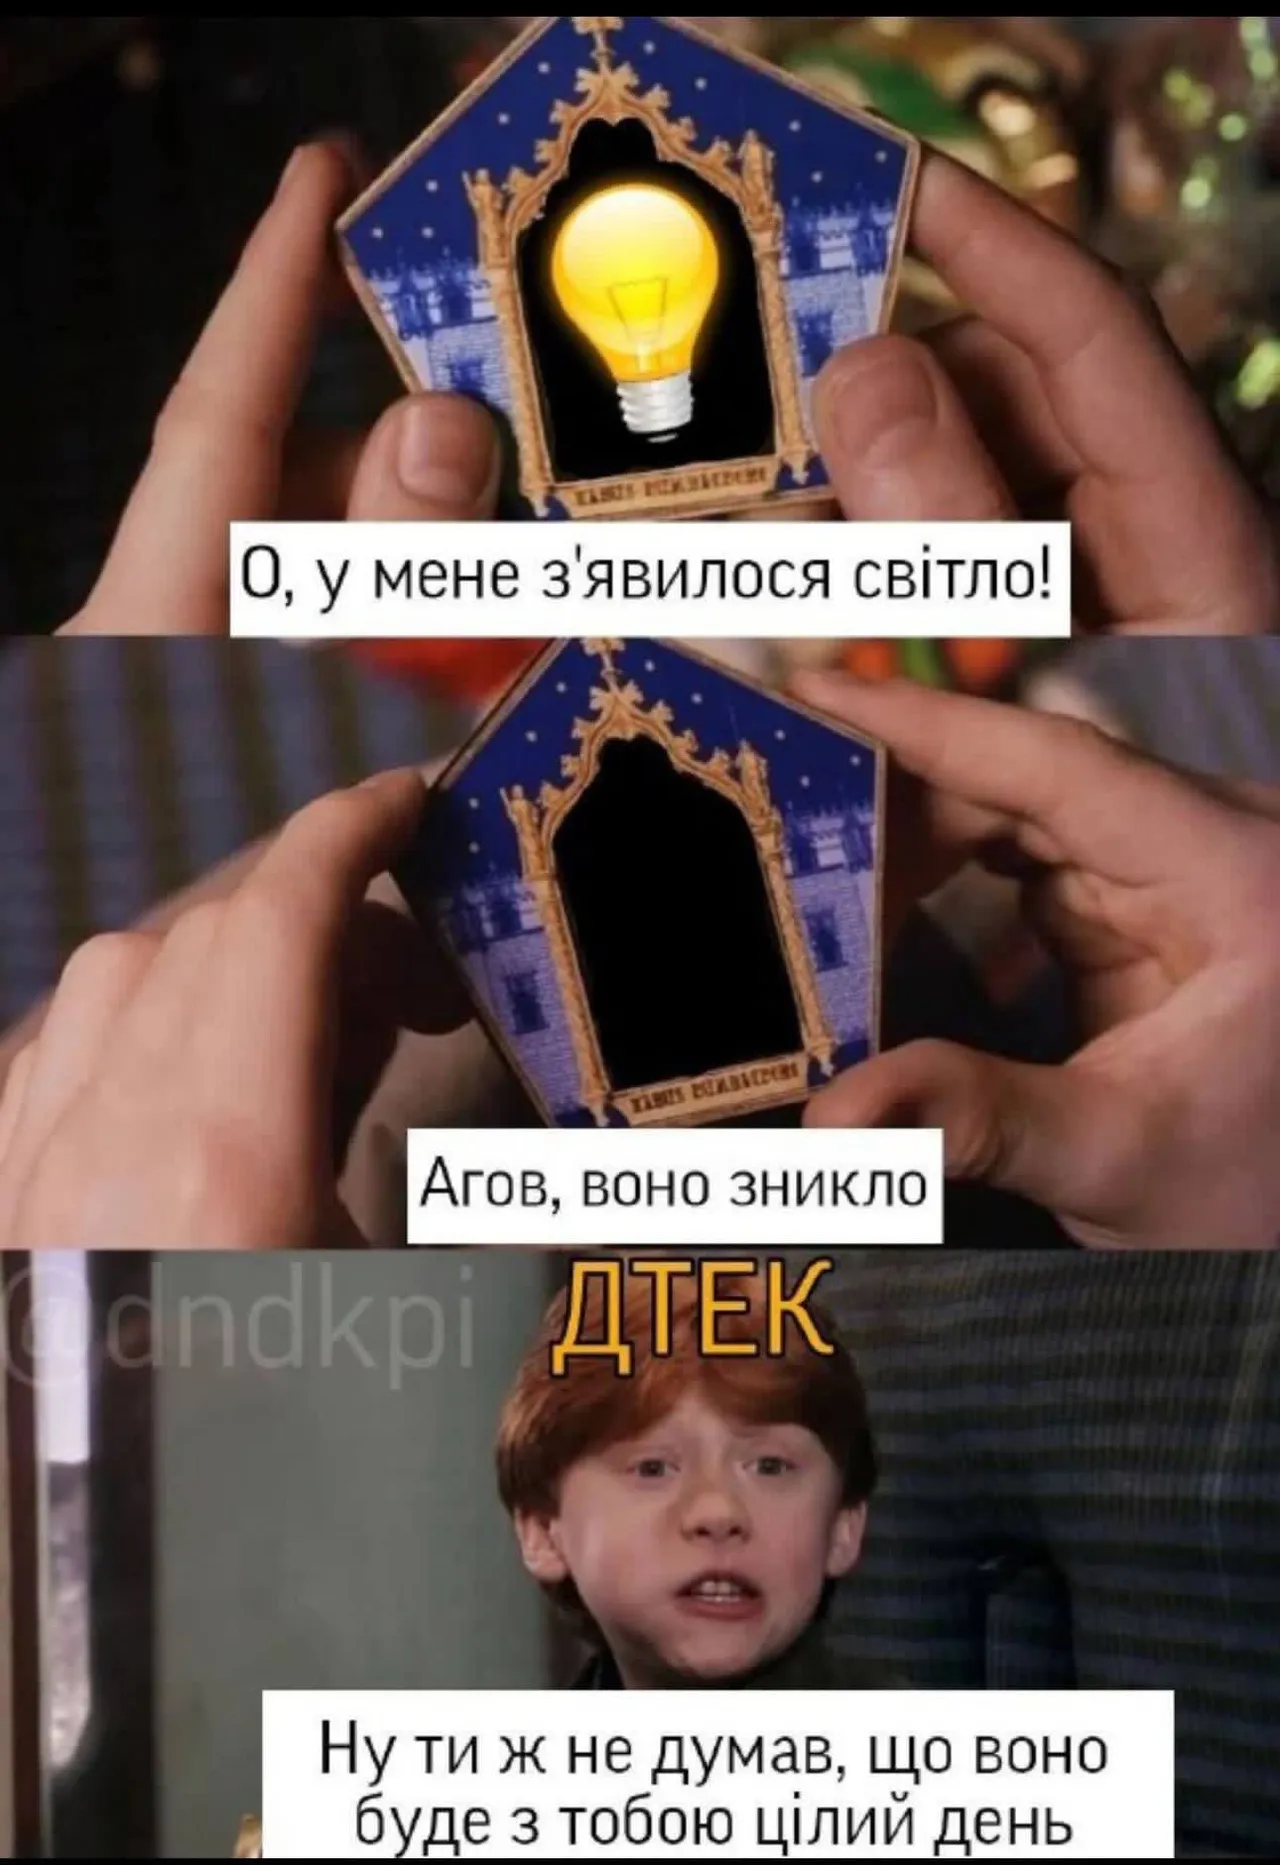 О, у мене з'явилося світло!
Агов, воно зникло
@dndkpi
ДТЕК
Ну ти ж не думав, що воно
буде з тобою цілий день